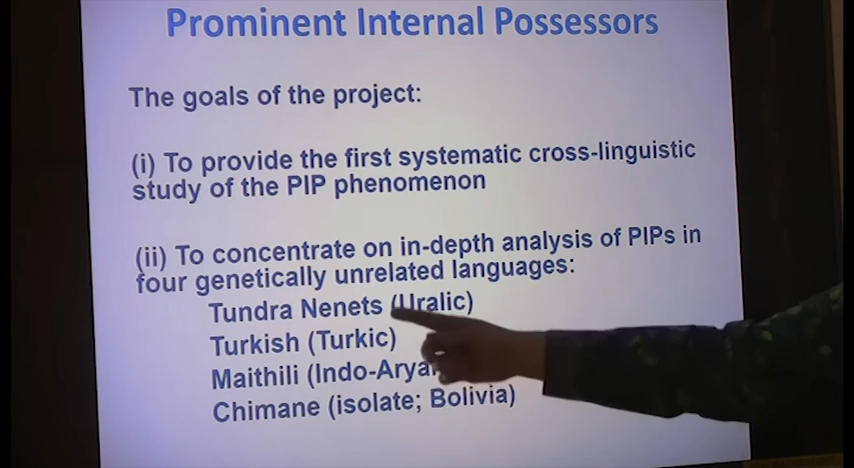 Prominent Internal Possessors
The goals of the project:
(i) To provide the first systematic cross-linguistic
study of the PIP phenomenon
(ii) To concentrate on in-depth analysis of PIPs in
four genetically unrelated languages:
Tundra Nenets (Uralic)
Turkish (Turkic)
Maithili (Indo-Arya
Chimane (isolate; Bolivia)